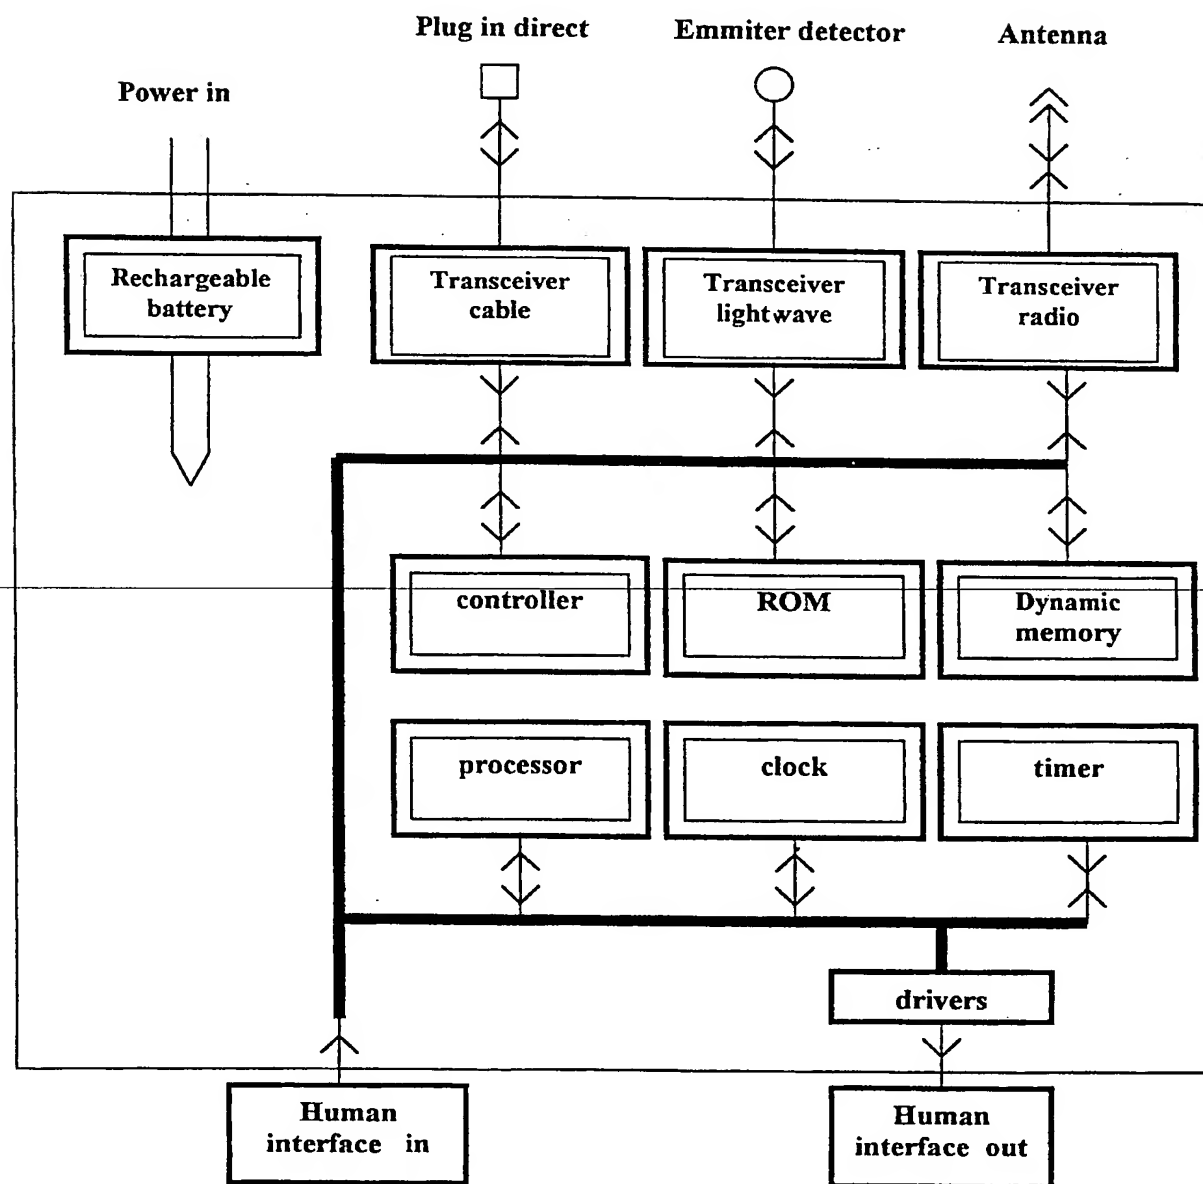 Plug in direct
Emmiter detector
Antenna
Power in
Rechargeable
battery
Transceiver
cable
Transceiver
lightwave
Transceiver
radio
controller
ROM
Dynamic
memory
processor
clock
timer
drivers
Human
interface in
Human
interface out